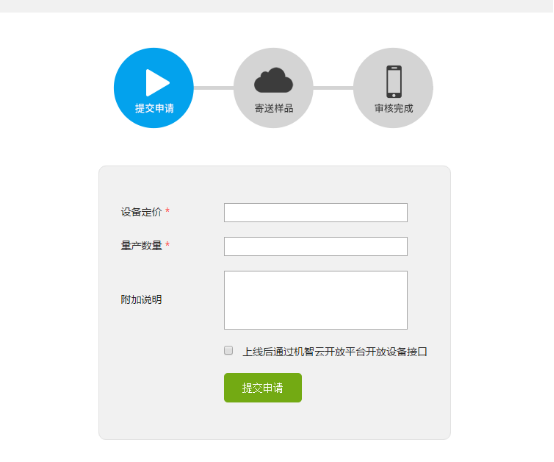 提交申请
寄送样品
审核完成
设备定价 *
量产数量 *
附加说明
上线后通过机智云开放平台开放设备接口
提交申请